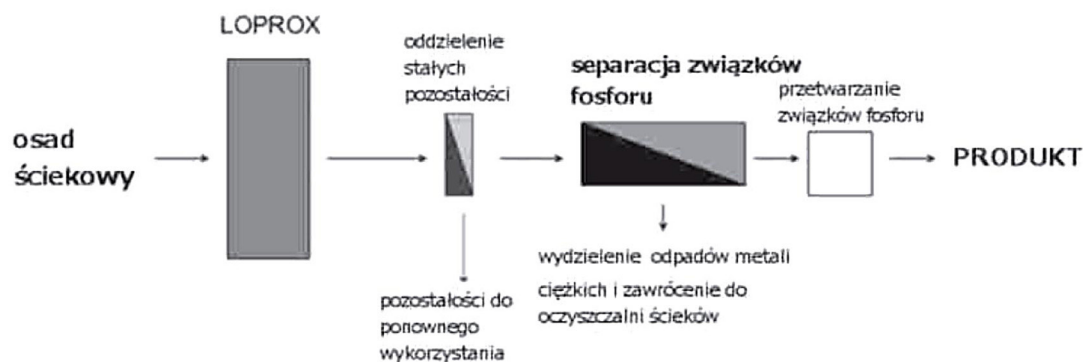 LOPROX
oddzielenie
stałych
pozostałości
separacja związków
fosforu
przetwarzanie
związków fosforu
osad
ściekowy
PRODUKT
wydzielenie odpadów metali
ciężkich i zawrócenie do
oczyszczalni ścieków
pozostałości do
ponownego
wykorzystania